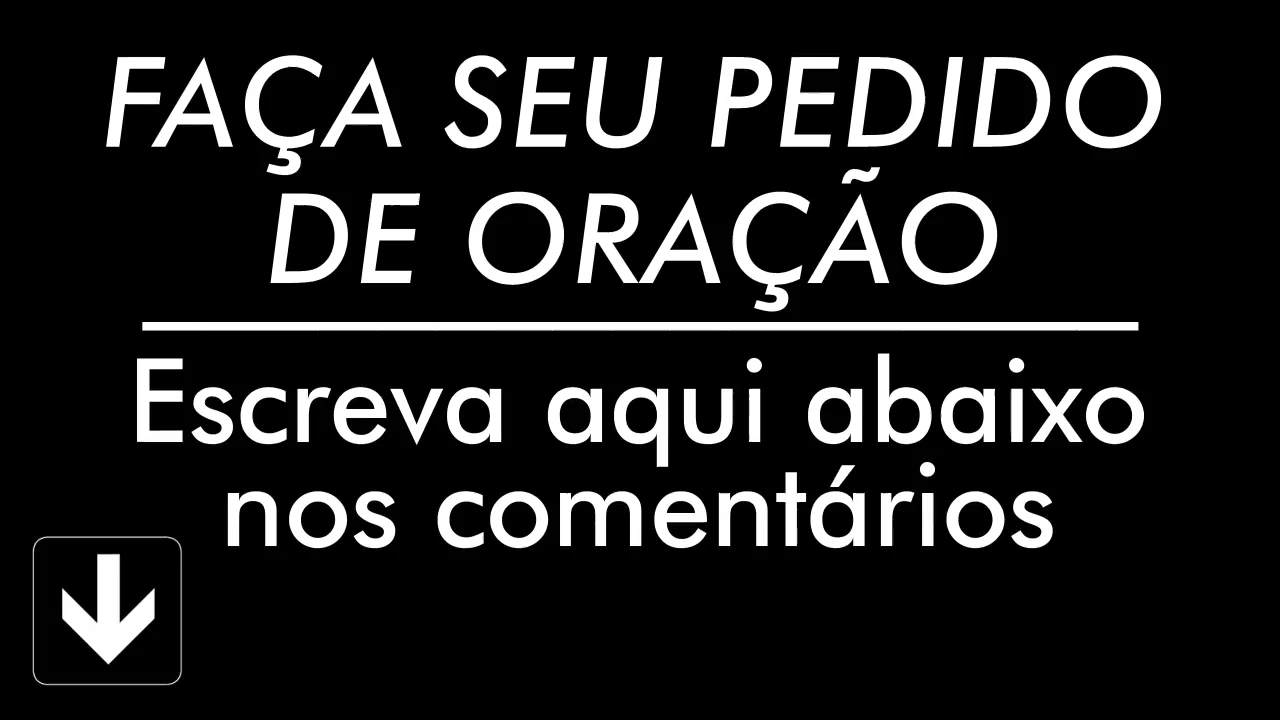 FAÇA SEU PEDIDO
DE ORAÇÃO
Escreva aqui abaixo
nos comentários